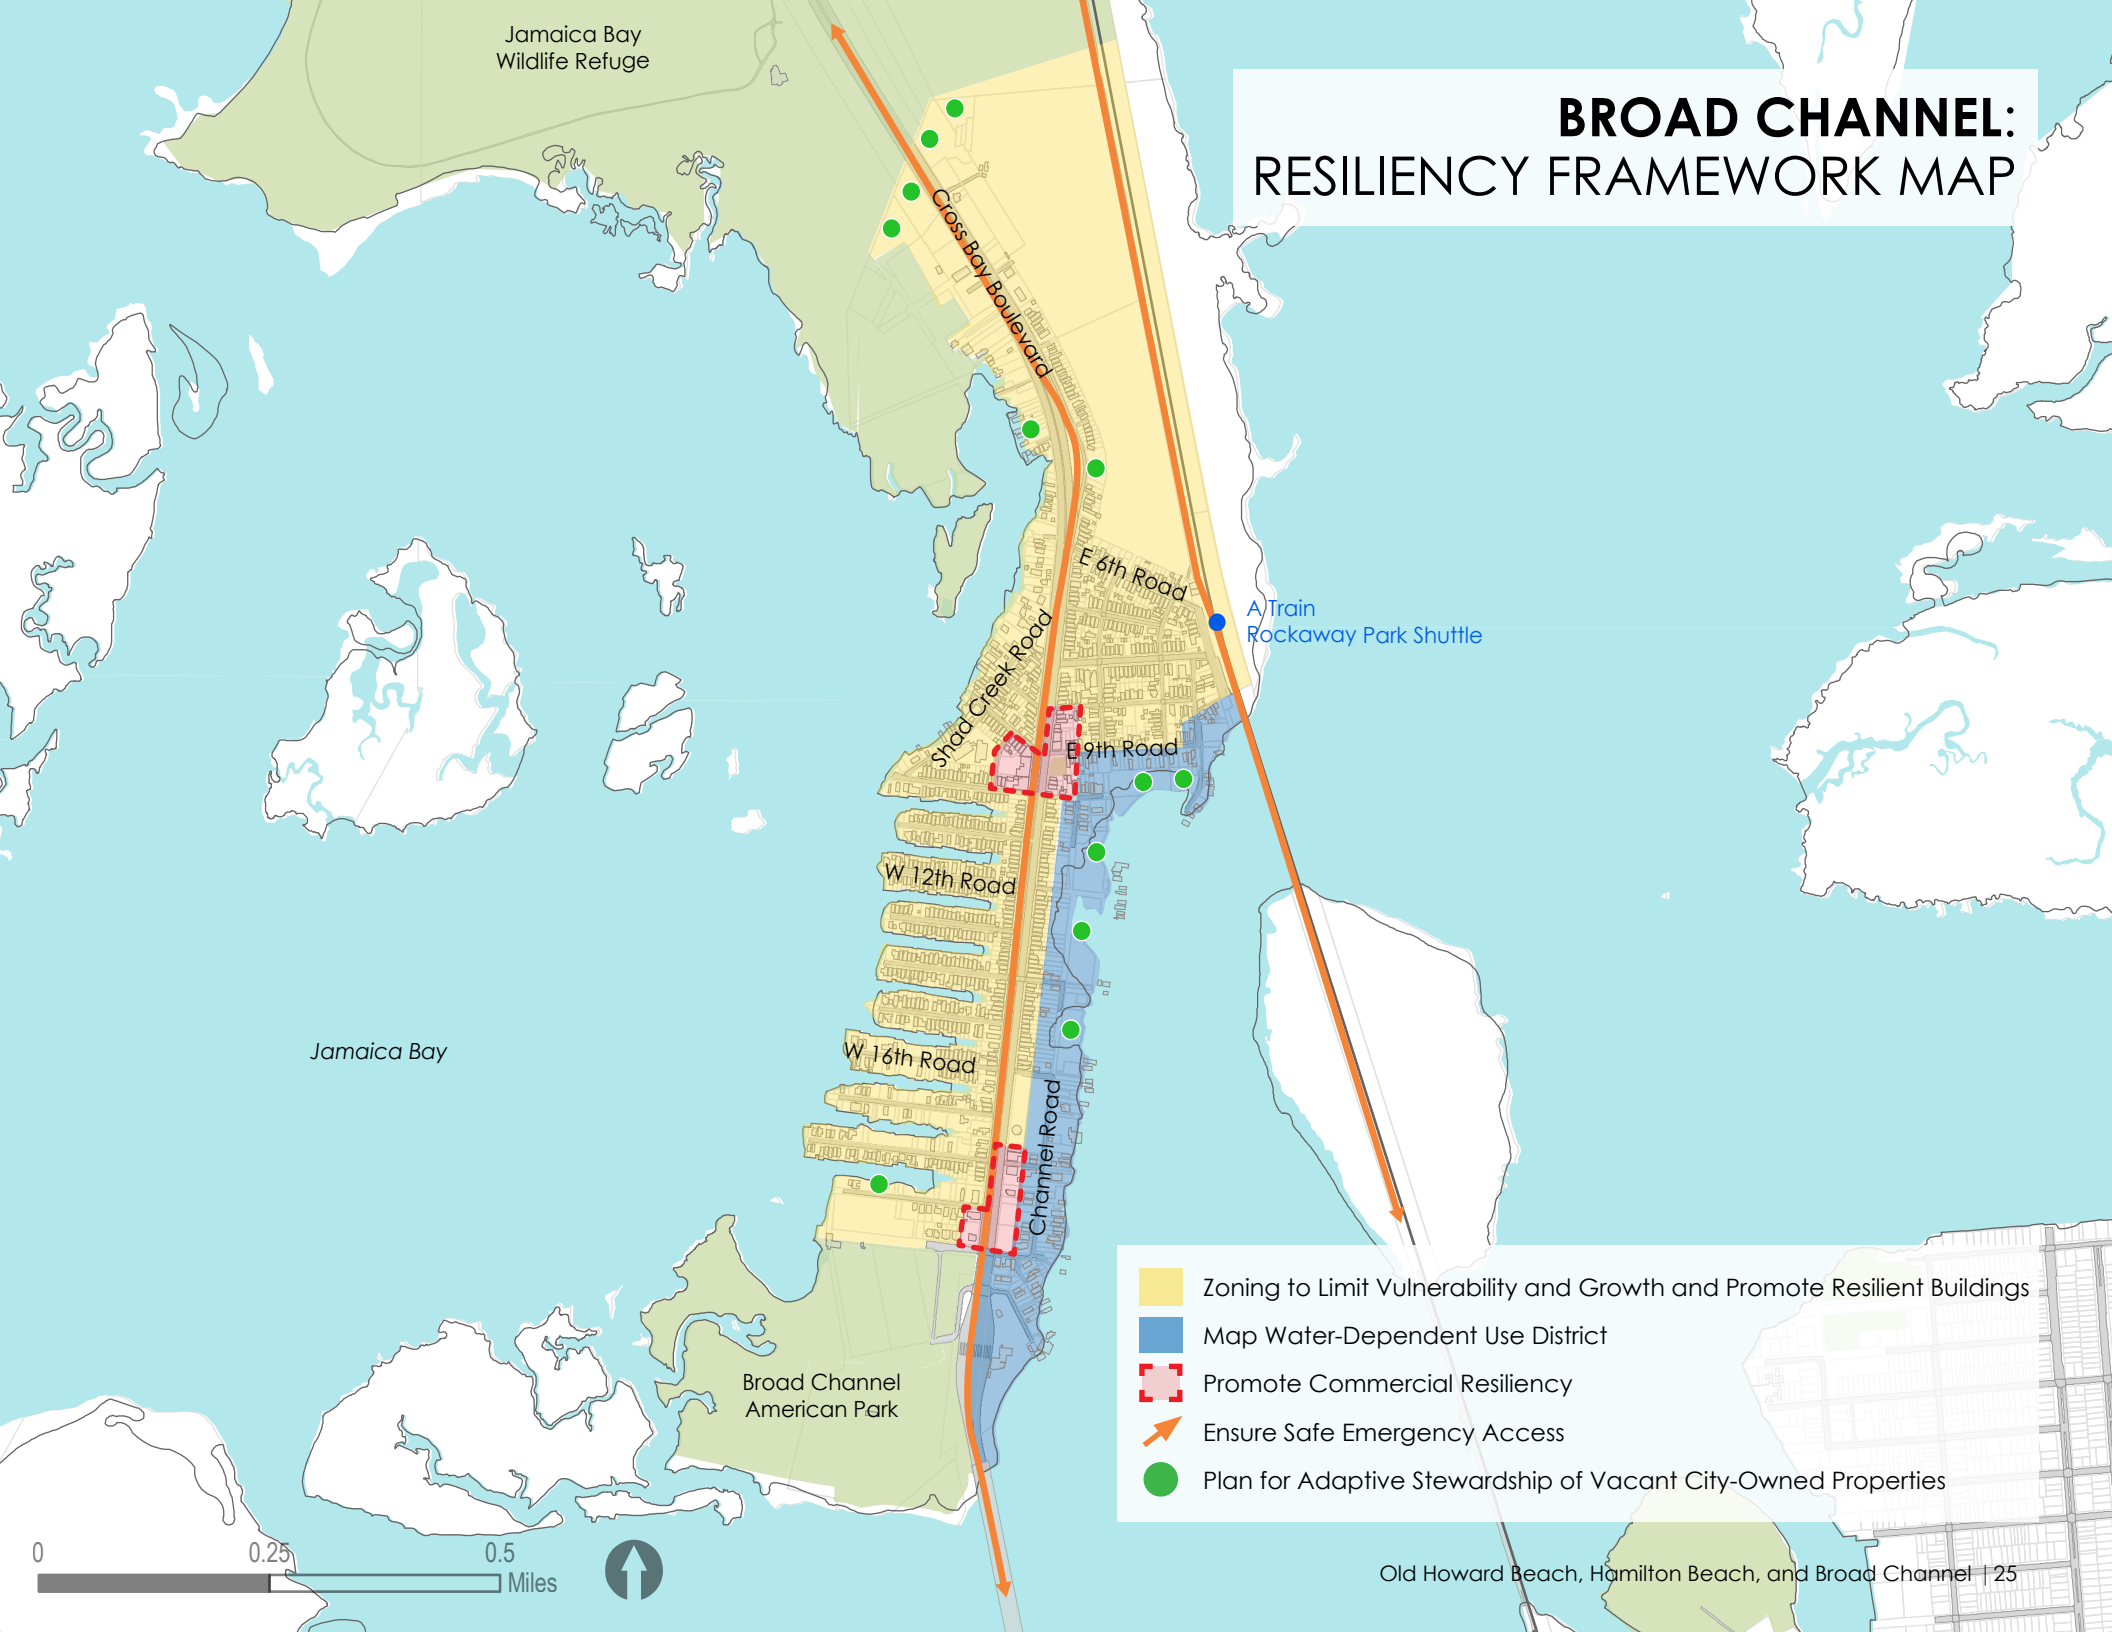 Jamaica Bay
Wildlife Refuge
BROAD CHANNEL:
RESILIENCY FRAMEWORK MAP
Cross Bay Boulevard
E 6th Road
A Train
Rockaway Park Shuttle
Shad Creek Road
E 9th Road
W 12th Road
Jamaica Bay
W 16th Road
Channel Road
Zoning to Limit Vulnerability and Growth and Promote Resilient Buildings
Map Water-Dependent Use District
Promote Commercial Resiliency
Ensure Safe Emergency Access
Plan for Adaptive Stewardship of Vacant City-Owned Properties
Broad Channel
American Park
0 0.25 0.5
Miles
Old Howard Beach, Hamilton Beach, and Broad Channel | 25